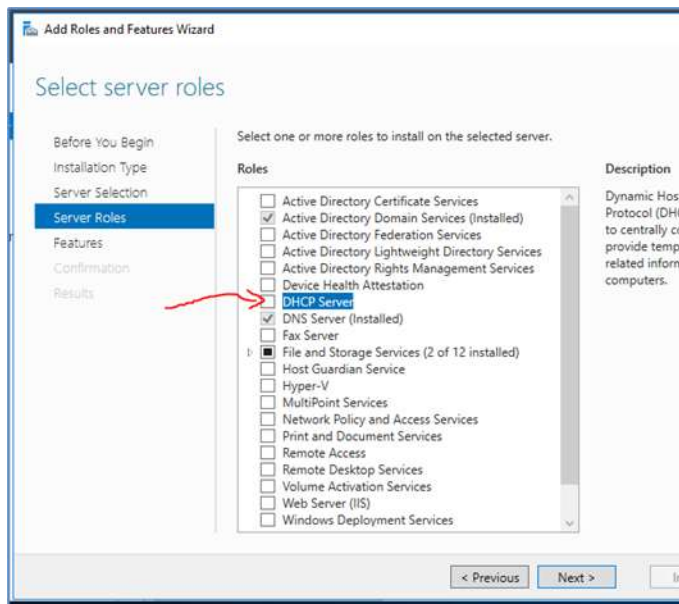 Add Roles and Features Wizard
Select server roles
Before You Begin
Installation Type
Server Selection
Server Roles
Features
Confirmation
Results
Select one or more roles to install on the selected server.
Roles
Active Directory Certificate Services
Active Directory Domain Services (Installed)
Active Directory Federation Services
Active Directory Lightweight Directory Services
Active Directory Rights Management Services
Device Health Attestation
DHCP Server
DNS Server (Installed)
Fax Server
File and Storage Services (2 of 12 installed)
Host Guardian Service
Hyper-V
MultiPoint Services
Network Policy and Access Services
Print and Document Services
Remote Access
Remote Desktop Services
Volume Activation Services
Web Server (IIS)
Windows Deployment Services
Description
Dynamic Hos
Protocol (DH
to centrally c
provide temp
related inform
computers.
< Previous
Next >